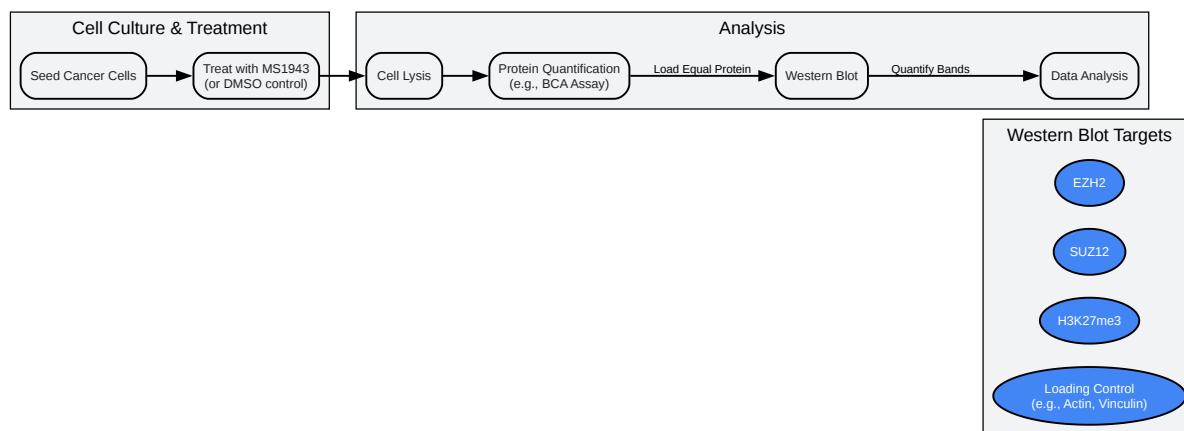 Cell Culture & Treatment
Analysis
Seed Cancer Cells
Treat with MS1943
(or DMSO control)
Cell Lysis
Protein Quantification
(e.g., BCA Assay)
Load Equal Protein
Western Blot
Quantify Bands
Data Analysis
Western Blot Targets
EZH2
SUZ12
H3K27me3
Loading Control
(e.g., Actin, Vinculin)